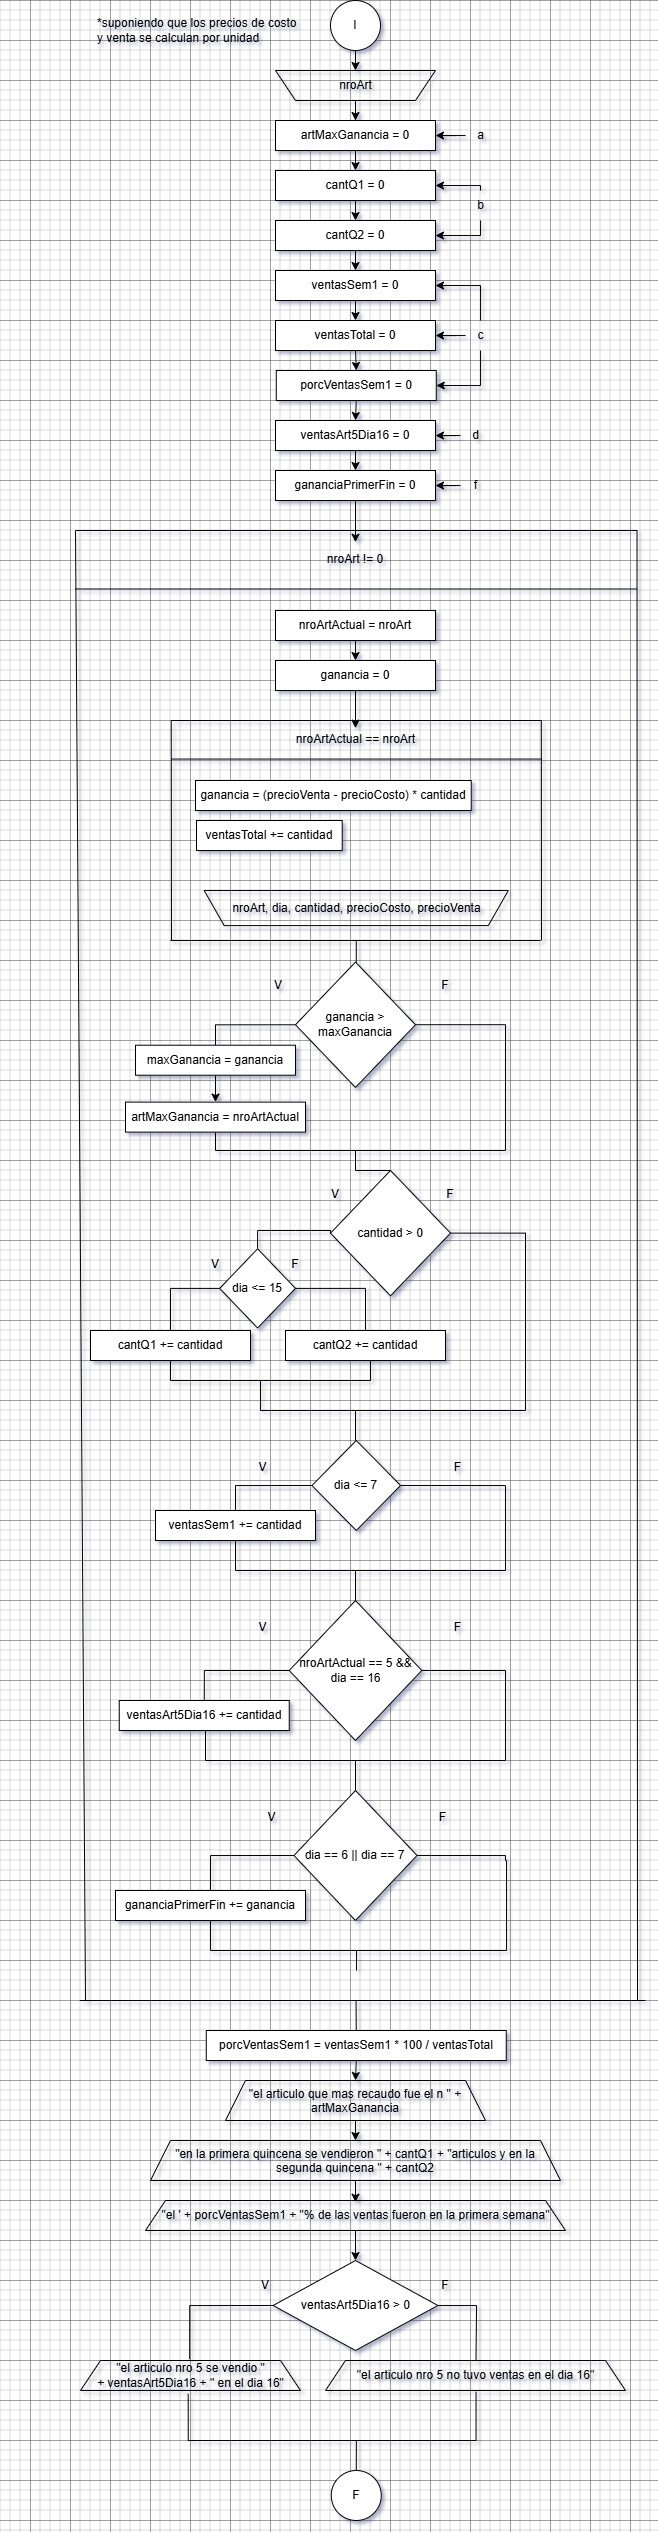 *suponiendo que los precios de costo
y venta se calculan por unidad
I
nroArt
artMaxGanancia = 0
a
cantQ1 = 0
b
cantQ2 = 0
ventasSem1 = 0
ventasTotal = 0
c
porcVentasSem1 = 0
ventasArt5Dia16 = 0
d
gananciaPrimerFin = 0
f
nroArt != 0
nroArtActual = nroArt
ganancia = 0
nroArtActual == nroArt
ganancia = (precioVenta - precioCosto) * cantidad
ventasTotal += cantidad
nroArt, dia, cantidad, precioCosto, precioVenta
V
F
ganancia >
maxGanancia
maxGanancia = ganancia
artMaxGanancia = nroArtActual
V
F
cantidad > 0
V
F
dia <= 15
cantQ1 += cantidad
cantQ2 += cantidad
V
F
dia <= 7
ventasSem1 += cantidad
V
F
nroArtActual == 5 &&
dia == 16
ventasArt5Dia16 += cantidad
V
F
dia == 6 || dia == 7
gananciaPrimerFin += ganancia
porcVentasSem1 = ventasSem1 * 100 / ventasTotal
"el articulo que mas recaudo fue el n " +
artMaxGanancia
"en la primera quincena se vendieron " + cantQ1 + "articulos y en la
segunda quincena " + cantQ2
"el ' + porcVentasSem1 + "% de las ventas fueron en la primera semana"
V
F
ventasArt5Dia16 > 0
"el articulo nro 5 se vendio "
+ ventasArt5Dia16 + " en el dia 16"
"el articulo nro 5 no tuvo ventas en el dia 16"
F